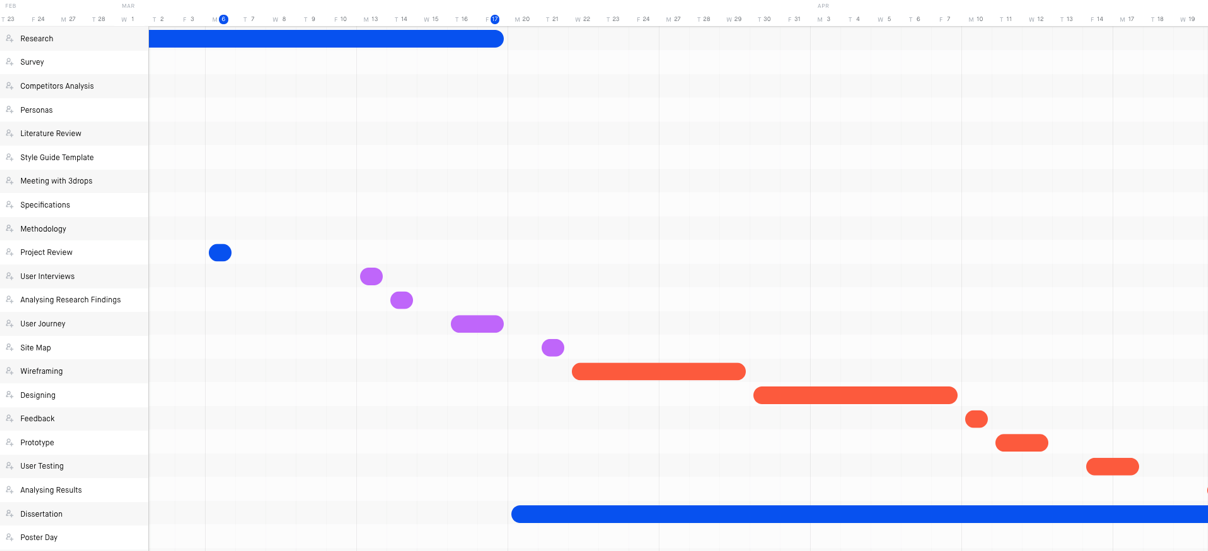 FEB MAR APR
T 23 F 24 M 27 T 28 W 1 T 2 F 3 M 6 T 7 W 8 T 9 F 10 M 13 T 14 W 15 T 16 F 17 M 20 T 21 W 22 T 23 F 24 M 27 T 28 W 29 T 30 F 31 M 3 T 4 W 5 T 6 F 7 M 10 T 11 W 12 T 13 F 14 M 17 T 18 W 19
Research
Survey
Competitors Analysis
Personas
Literature Review
Style Guide Template
Meeting with 3drops
Specifications
Methodology
Project Review
User Interviews
Analysing Research Findings
User Journey
Site Map
Wireframing
Designing
Feedback
Prototype
User Testing
Analysing Results
Dissertation
Poster Day